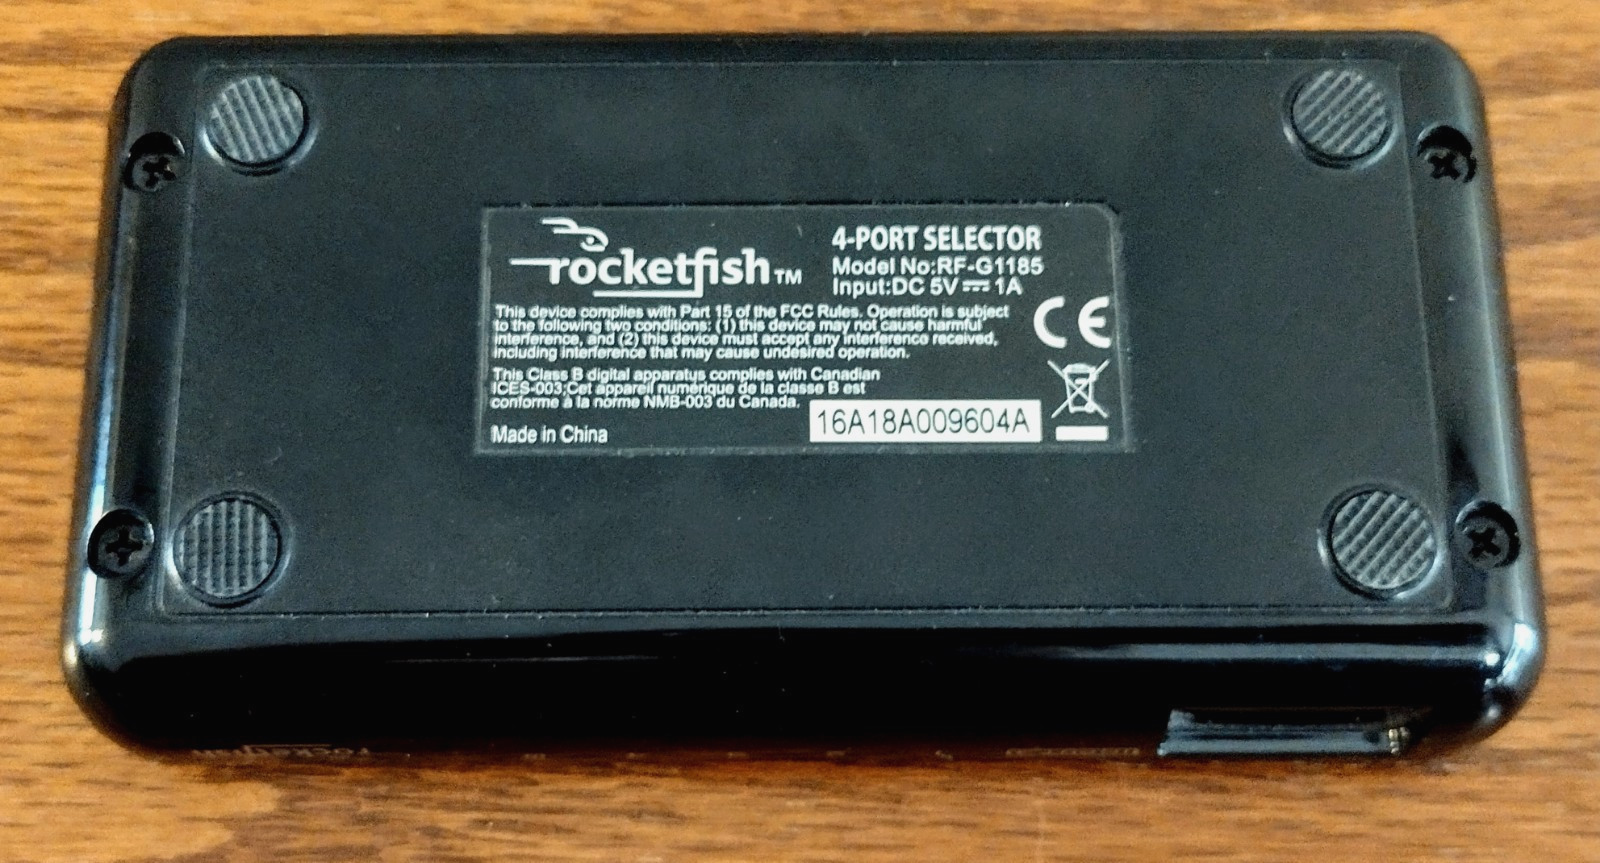 rocketfish™
4-PORT SELECTOR
Model No:RF-G1185
Input:DC 5V⎓1A
This device complies with Part 15 of the FCC Rules. Operation is subject
to the following two conditions: (1) this device may not cause harmful
interference, and (2) this device must accept any interference received,
including interference that may cause undesired operation.
CE
This Class B digital apparatus complies with Canadian
ICES-003;Cet appareil numérique de la classe B est
conforme à la norme NMB-003 du Canada.
16A18A009604A
Made in China
rocketfish